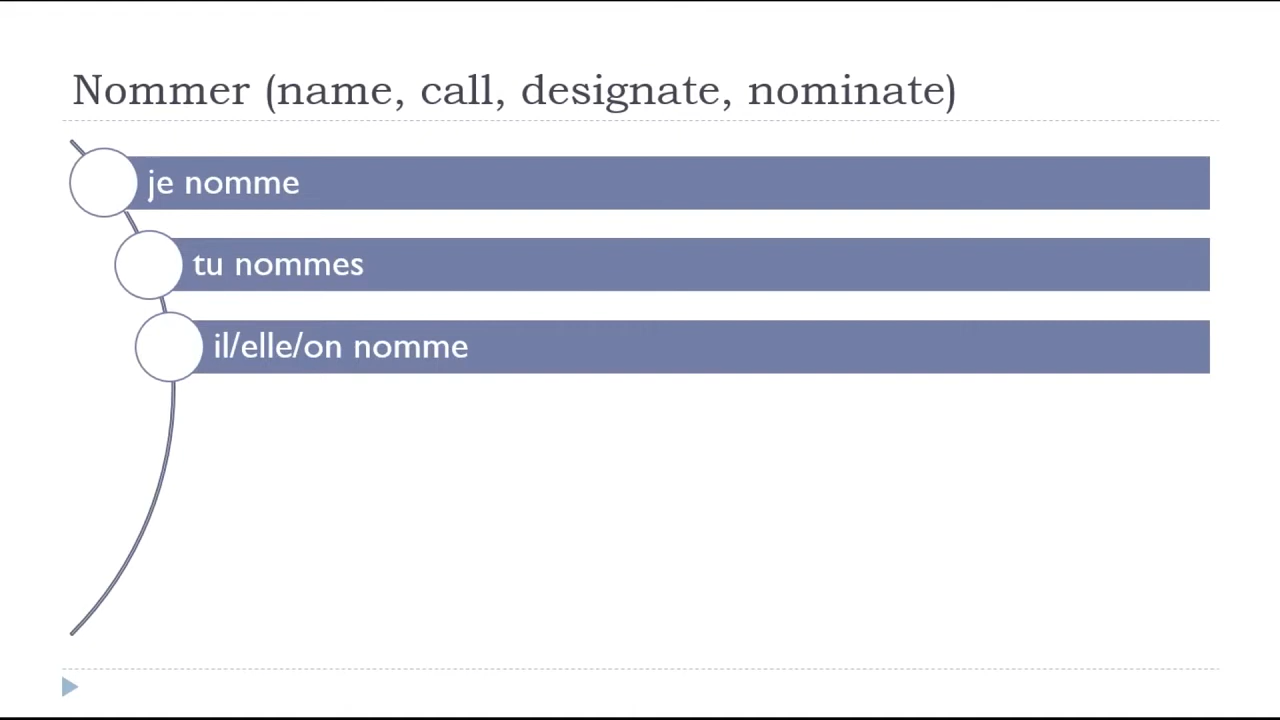 Nommer (name, call, designate, nominate)
je nomme
tu nommes
il/elle/on nomme